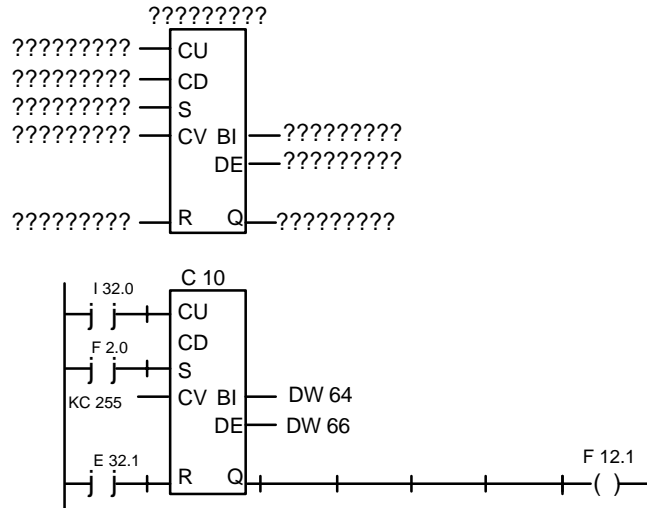 ?????????
????????? CU
????????? CD
????????? S
????????? CV BI ?????????
DE ?????????
????????? R Q ?????????
C 10
I 32.0
CU
CD
F 2.0
S
KC 255 CV BI DW 64
DE DW 66
E 32.1 R Q F 12.1
( )